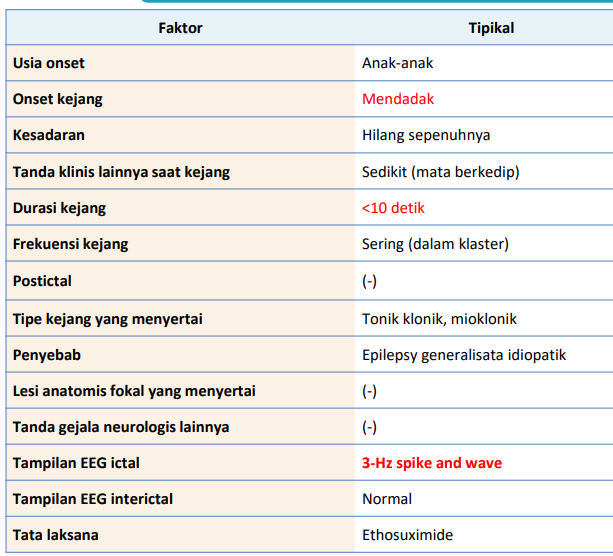 Faktor Tipikal
Usia onset Anak-anak
Onset kejang Mendadak
Kesadaran Hilang sepenuhnya
Tanda klinis lainnya saat kejang Sedikit (mata berkedip)
Durasi kejang <10 detik
Frekuensi kejang Sering (dalam klaster)
Postictal (-)
Tipe kejang yang menyertai Tonik klonik, mioklonik
Penyebab Epilepsy generalisata idiopatik
Lesi anatomis fokal yang menyertai (-)
Tanda gejala neurologis lainnya (-)
Tampilan EEG ictal 3-Hz spike and wave
Tampilan EEG interictal Normal
Tata laksana Ethosuximide